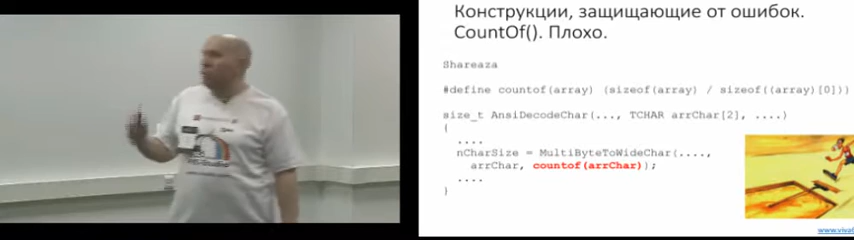 Конструкции, защищающие от ошибок.
CountOf(). Плохо.
Shareaza
#define countof(array) (sizeof(array) / sizeof((array)[0]))
size_t AnsiDecodeChar(..., TCHAR arrChar[2], ....)
{
....
nCharSize = MultiByteToWideChar(....,
arrChar, countof(arrChar));
....
}